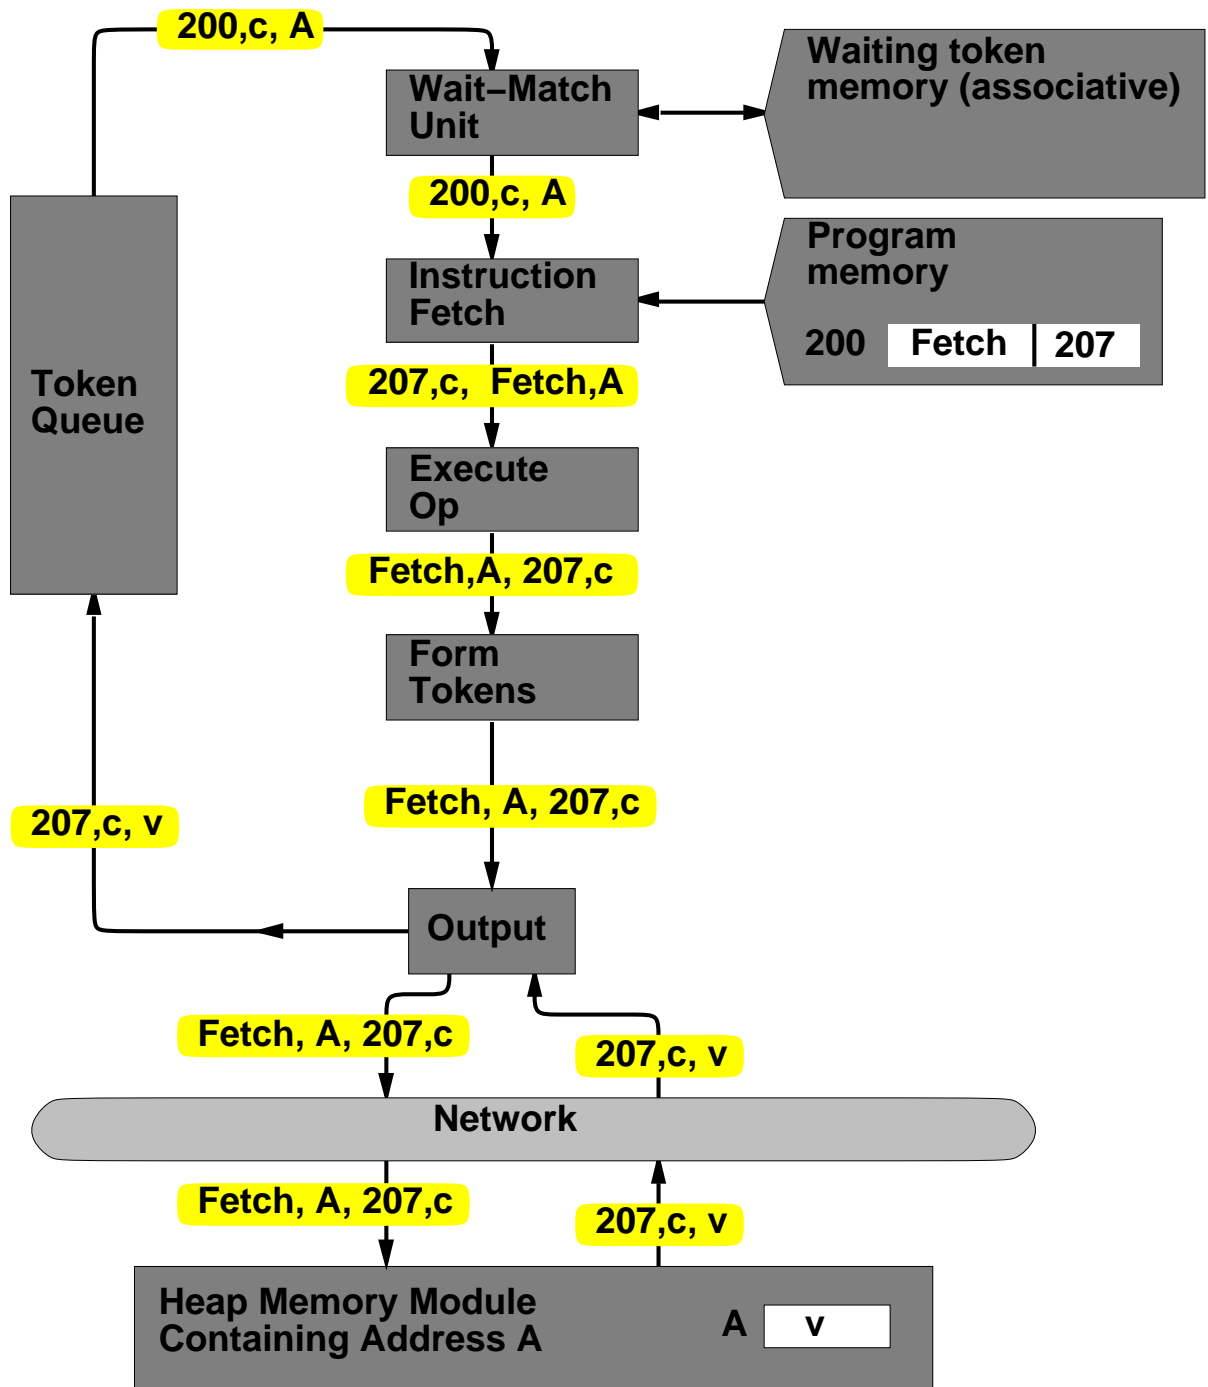 200,c, A
Wait–Match
Unit
Waiting token
memory (associative)
200,c, A
Instruction
Fetch
Program
memory
200 Fetch 207
Token
Queue
207,c, Fetch,A
Execute
Op
Fetch,A, 207,c
Form
Tokens
Fetch, A, 207,c
207,c, v
Output
Fetch, A, 207,c
207,c, v
Network
Fetch, A, 207,c
207,c, v
Heap Memory Module
Containing Address A
A v